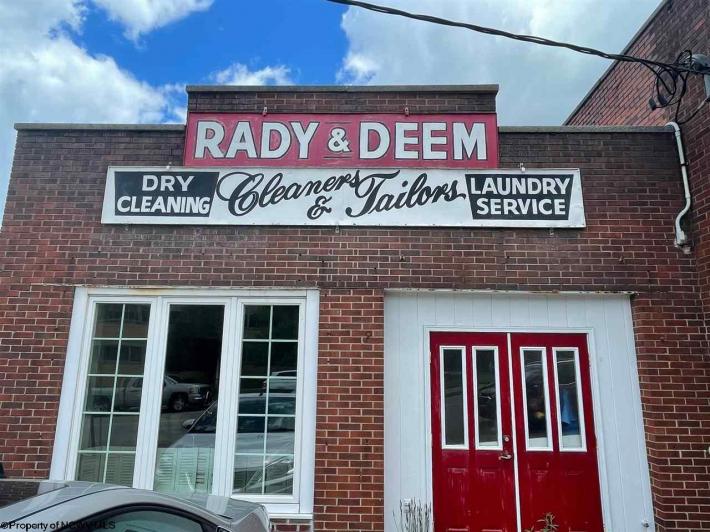 RADY & DEEM
DRY CLEANING
Cleaners & Tailors
LAUNDRY SERVICE
©Property of NCWVMLS